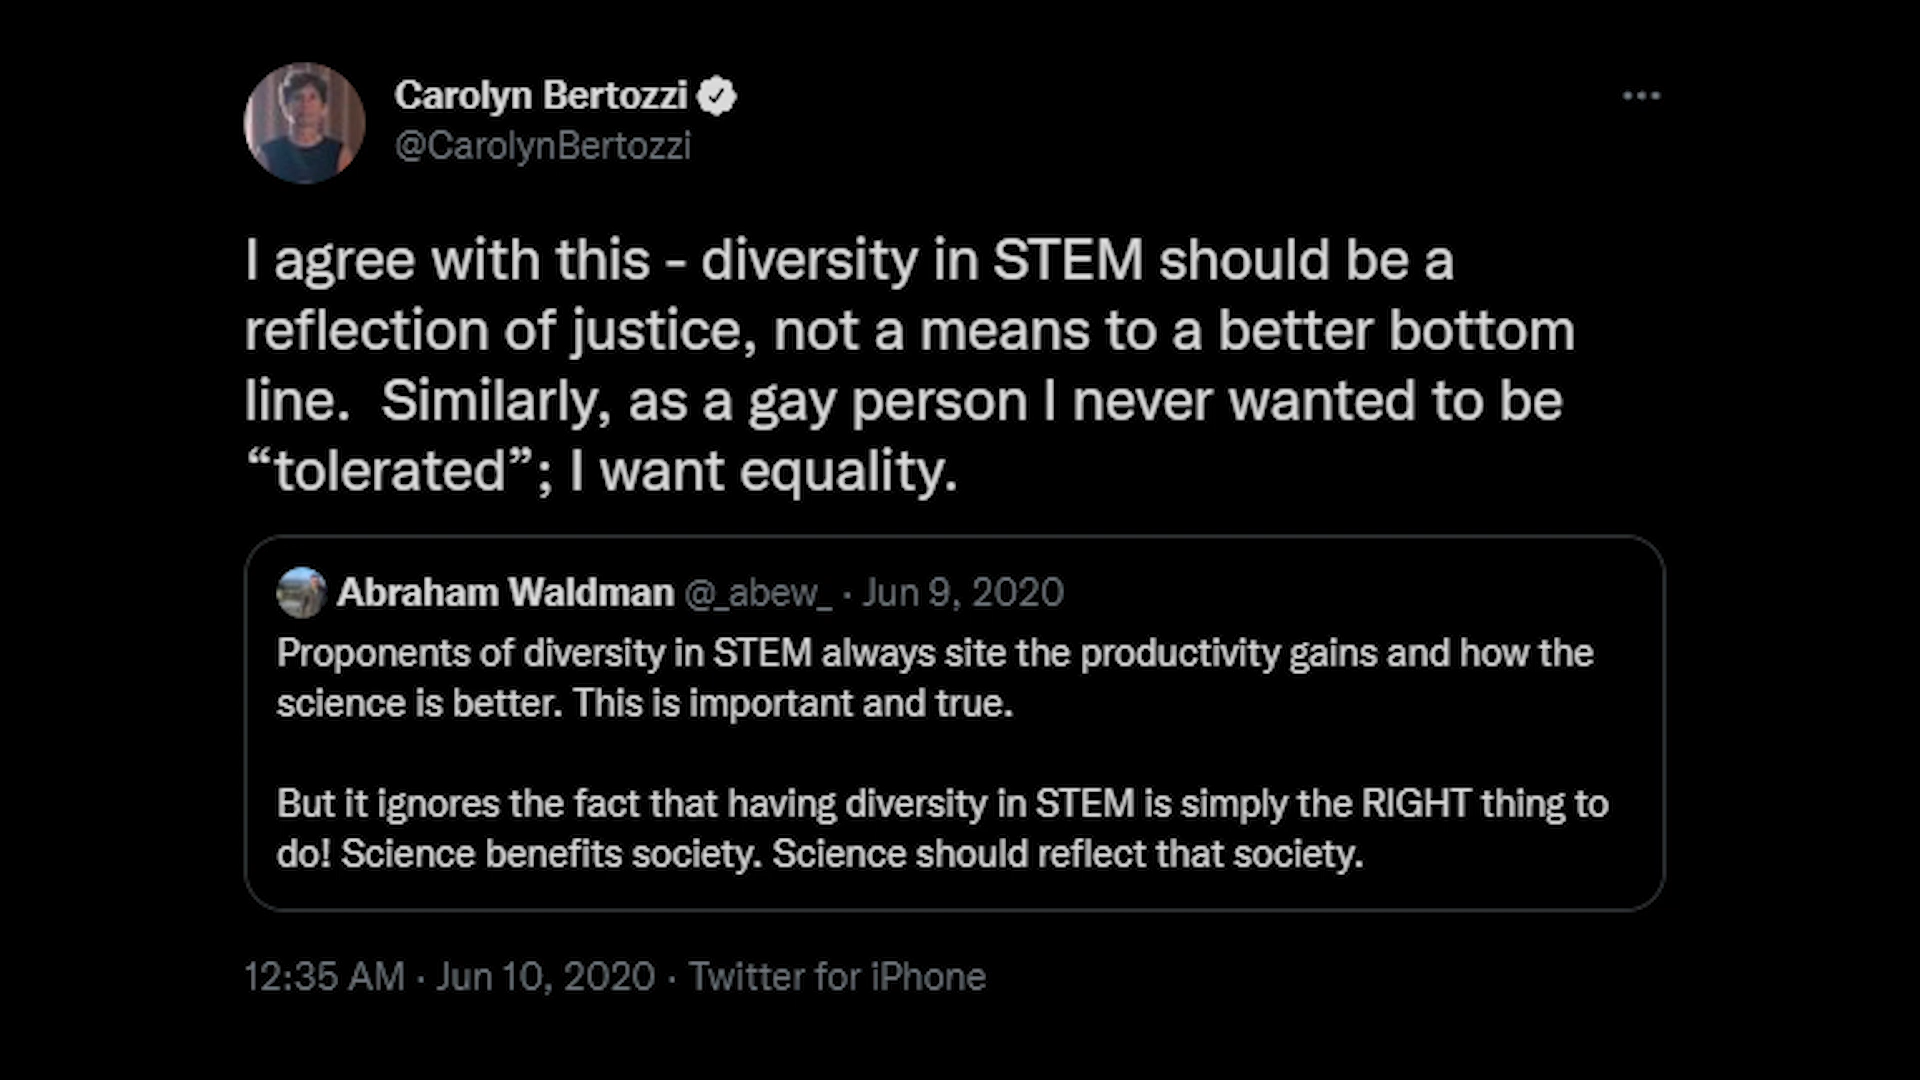 Carolyn Bertozzi
@CarolynBertozzi
I agree with this - diversity in STEM should be a
reflection of justice, not a means to a better bottom
line.  Similarly, as a gay person I never wanted to be
“tolerated”; I want equality.
Abraham Waldman @_abew_ · Jun 9, 2020
Proponents of diversity in STEM always site the productivity gains and how the
science is better. This is important and true.
But it ignores the fact that having diversity in STEM is simply the RIGHT thing to
do! Science benefits society. Science should reflect that society.
12:35 AM · Jun 10, 2020 · Twitter for iPhone